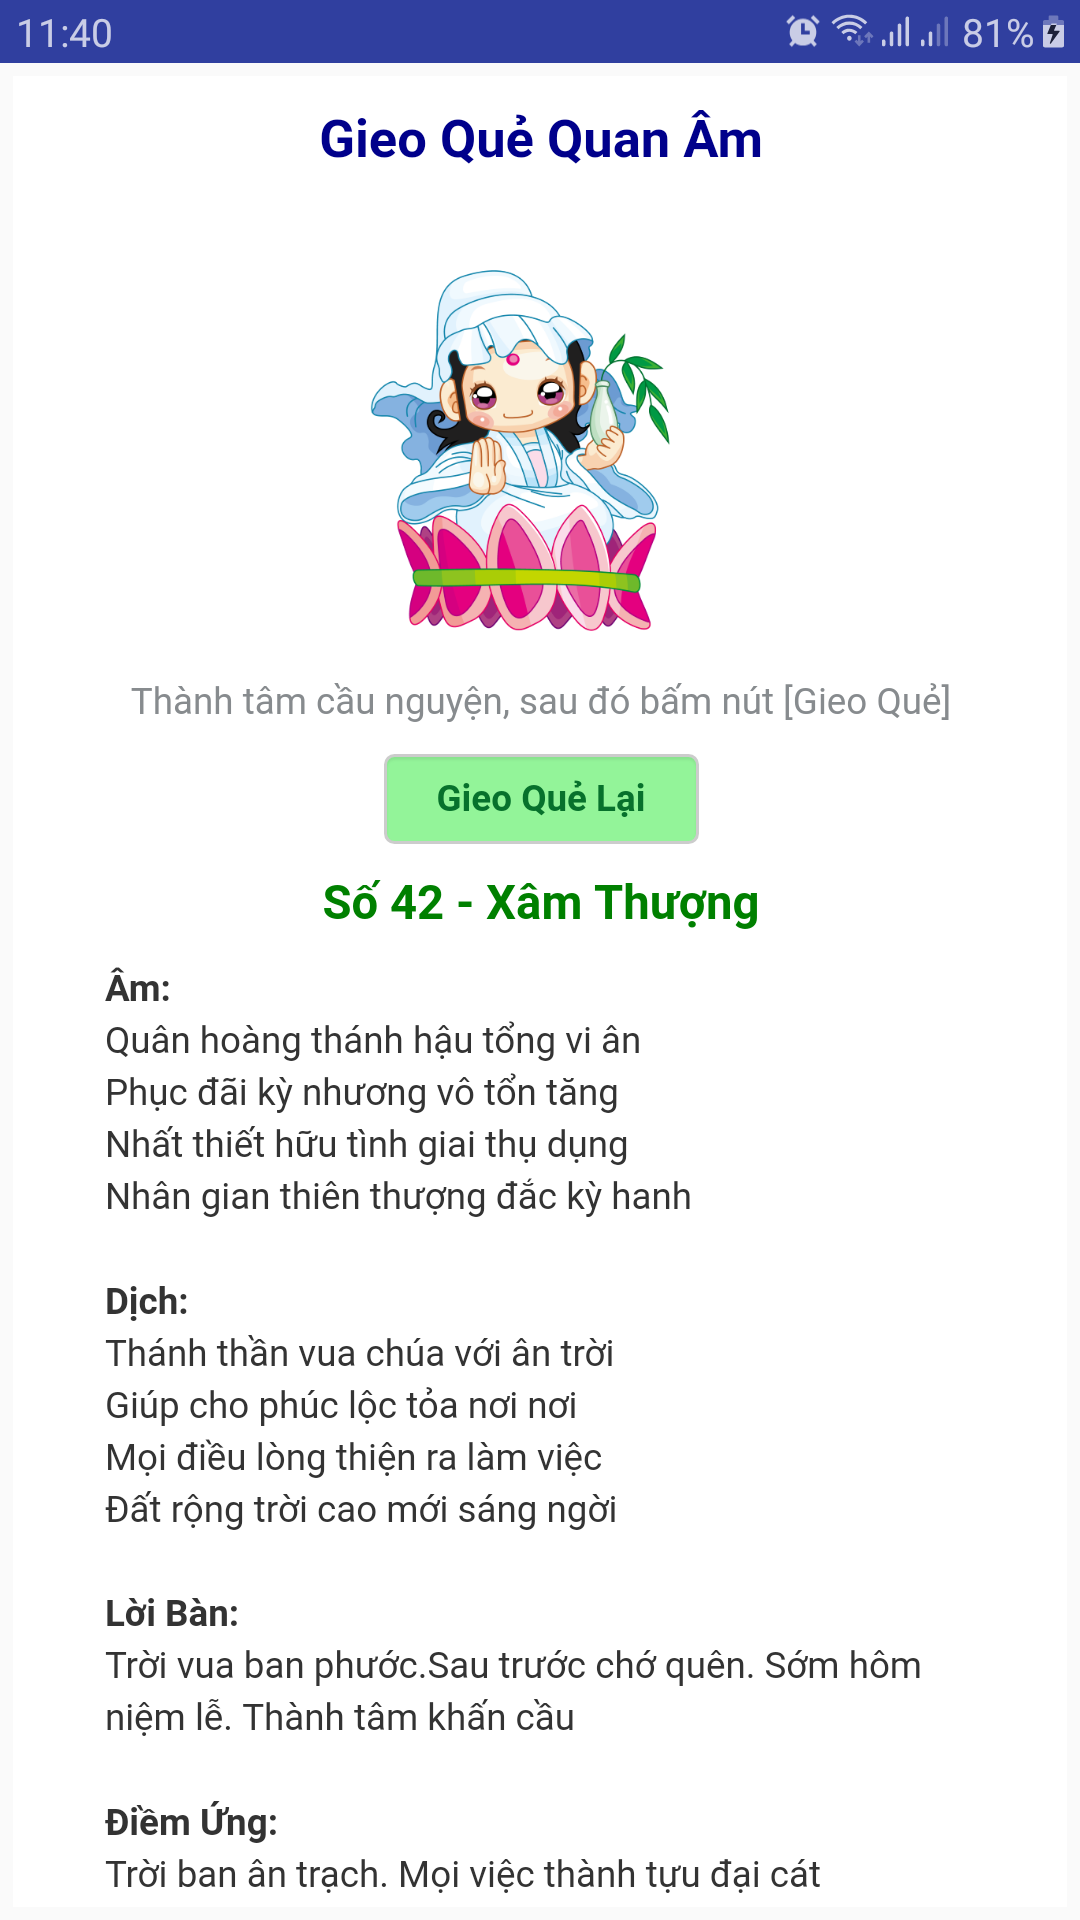 11:40
81%
Gieo Quẻ Quan Âm
Thành tâm cầu nguyện, sau đó bấm nút [Gieo Quẻ]
Gieo Quẻ Lại
Số 42 - Xâm Thượng
Âm:
Quân hoàng thánh hậu tổng vi ân
Phục đãi kỳ nhương vô tổn tăng
Nhất thiết hữu tình giai thụ dụng
Nhân gian thiên thượng đắc kỳ hanh
Dịch:
Thánh thần vua chúa với ân trời
Giúp cho phúc lộc tỏa nơi nơi
Mọi điều lòng thiện ra làm việc
Đất rộng trời cao mới sáng ngời
Lời Bàn:
Trời vua ban phước.Sau trước chớ quên. Sớm hôm
niệm lễ. Thành tâm khấn cầu
Điềm Ứng:
Trời ban ân trạch. Mọi việc thành tựu đại cát